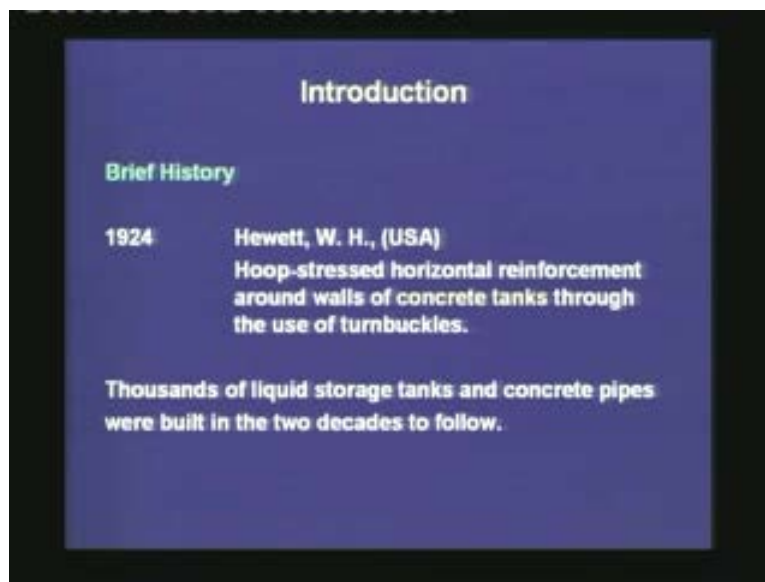 Introduction
Brief History
1924 Hewett, W. H., (USA)
Hoop-stressed horizontal reinforcement
around walls of concrete tanks through
the use of turnbuckles.
Thousands of liquid storage tanks and concrete pipes
were built in the two decades to follow.